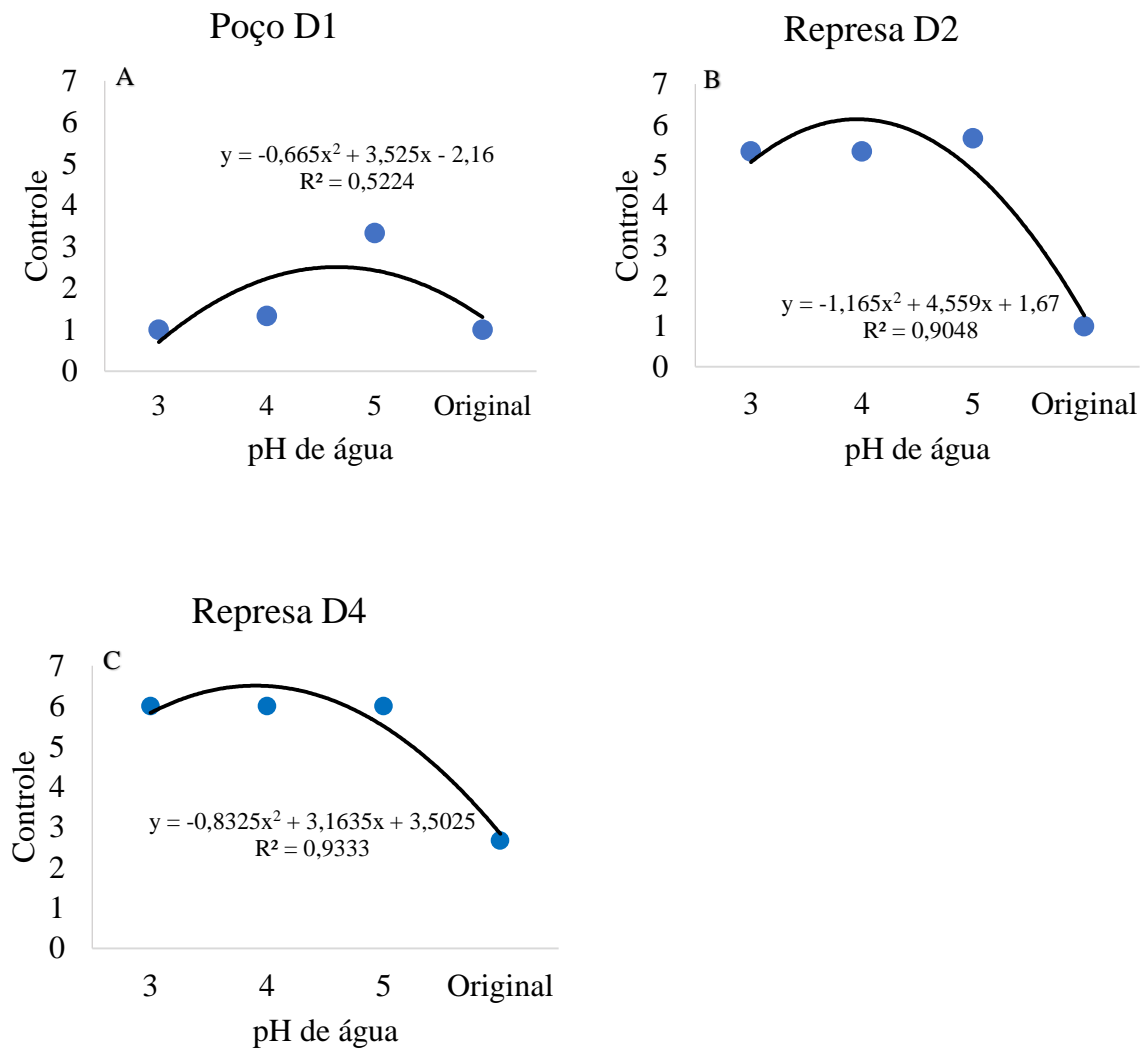 Poço D1
A
7
6
5
4
3
2
1
0
Controle
y = -0,665x² + 3,525x - 2,16
R² = 0,5224
3 4 5 Original
pH de água
Represa D2
B
7
6
5
4
3
2
1
0
Controle
y = -1,165x² + 4,559x + 1,67
R² = 0,9048
3 4 5 Original
pH de água
Represa D4
C
7
6
5
4
3
2
1
0
Controle
y = -0,8325x² + 3,1635x + 3,5025
R² = 0,9333
3 4 5 Original
pH de água